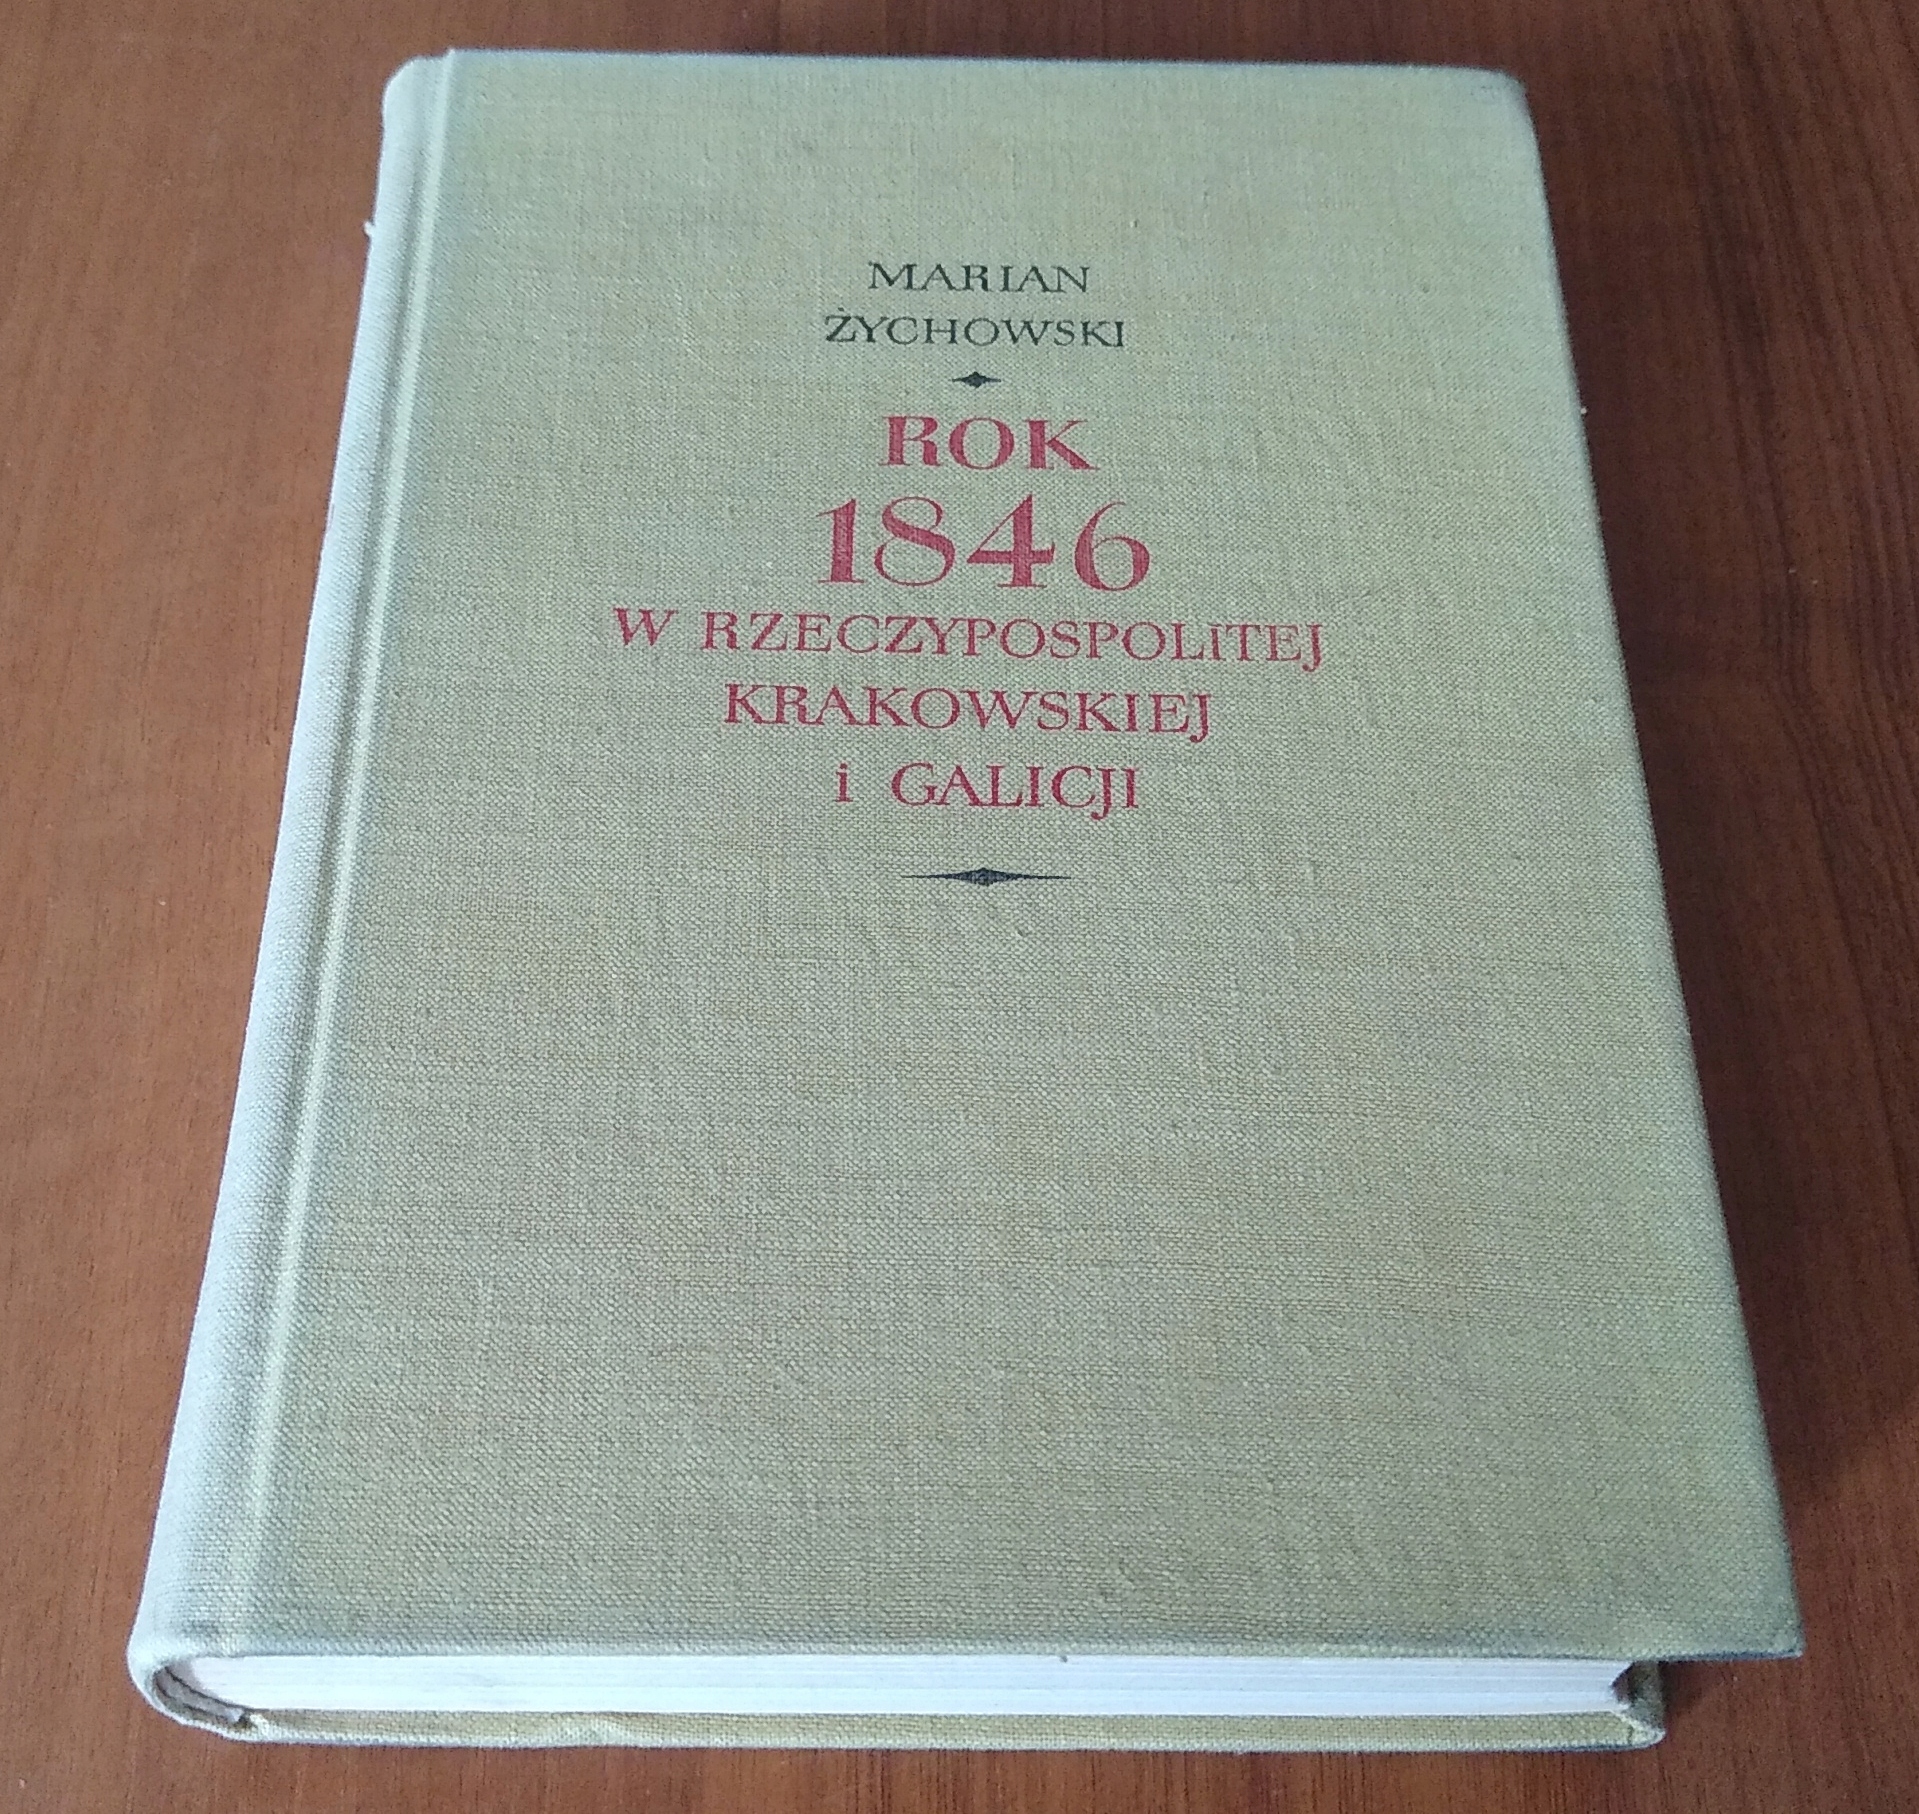 MARIAN
ŻYCHOWSKI
ROK
1846
W RZECZYPOSPOLiTEJ
KRAKOWSKIEJ
i GALICJI